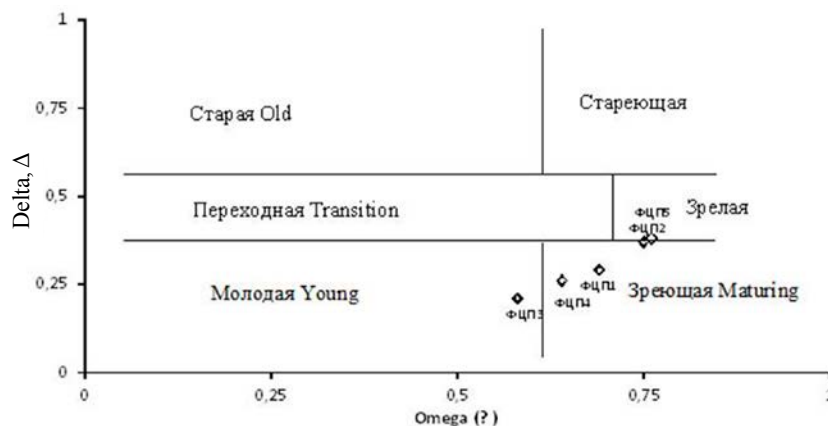 1
Старая Old
Стареющая
0,75
Delta, Δ
0,5
Переходная Transition
ФЦП5
ФЦП2
Зрелая
0,25
Молодая Young
Зреющая Maturing
ФЦП3
ФЦП4
ФЦП1
0
0
0,25
0,5
0,75
Omega (? )